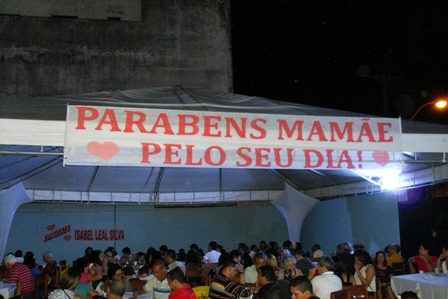 PARABENS MAMÃE
PELO SEU DIA!
SAUDADES
ISABEL LEAL SILVA